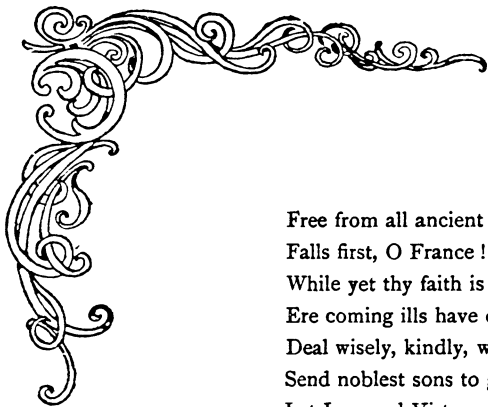 Free from all ancient
Falls first, O France !
While yet thy faith is
Ere coming ills have
Deal wisely, kindly, w
Send noblest sons to